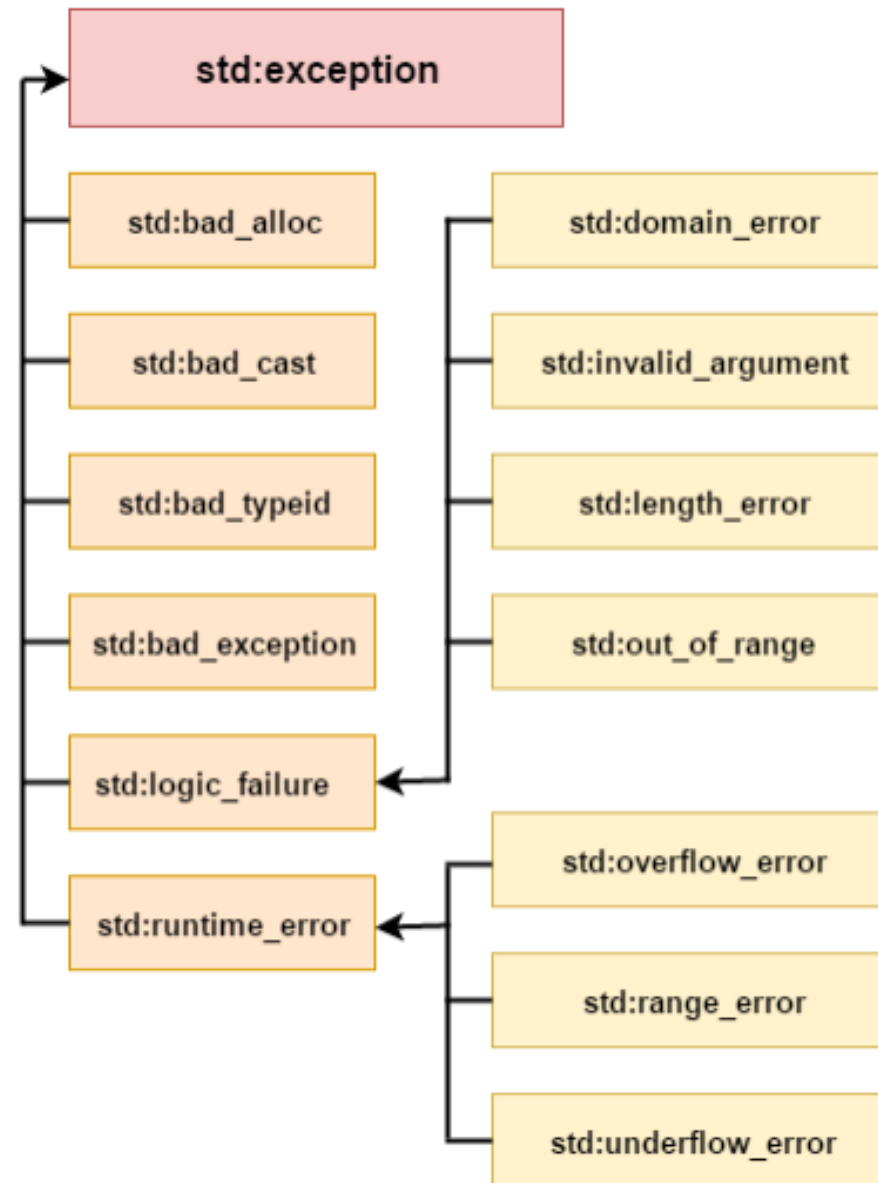 std:exception
std:bad_alloc
std:bad_cast
std:bad_typeid
std:bad_exception
std:logic_failure
std:runtime_error
std:domain_error
std:invalid_argument
std:length_error
std:out_of_range
std:overflow_error
std:range_error
std:underflow_error